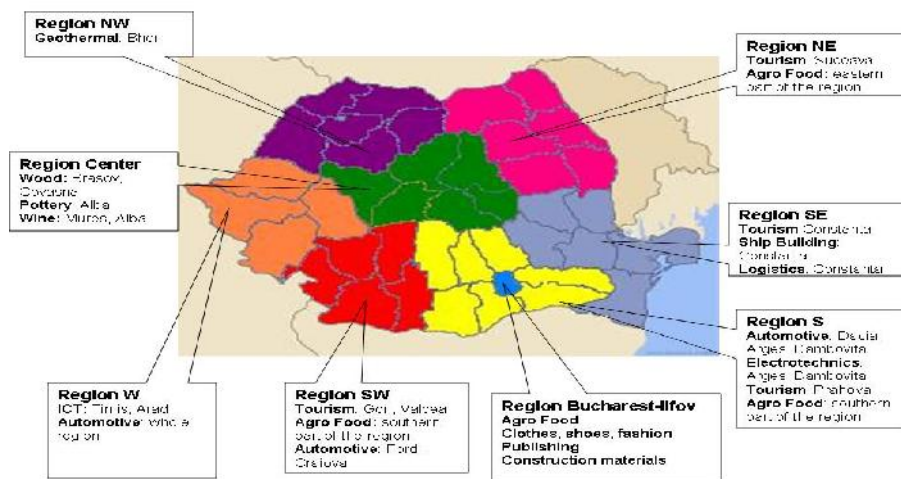 Region NW
Geothermal: Bhor
Region NE
Tourism: Suceava
Agro Food: eastern
part of the region
Region Center
Wood: Brasov,
Covasna
Pottery: Alba
Wine: Mures, Alba
Region SE
Tourism Constanta
Ship Building:
Constanta
Logistics: Constanta
Region S
Automotive: Dacia
Arges, Dambovita
Electrotechnics:
Arges, Dambovita
Tourism: Prahova
Agro Food: southern
part of the region
Region W
ICT: Timis, Arad
Automotive: Whole
region
Region SW
Tourism: Gorj, Valcea
Agro Food: southern
part of the region
Automotive: Ford
Craiova
Region Bucharest-Ilfov
Agro Food
Clothes, shoes, fashion
Publishing
Construction materials